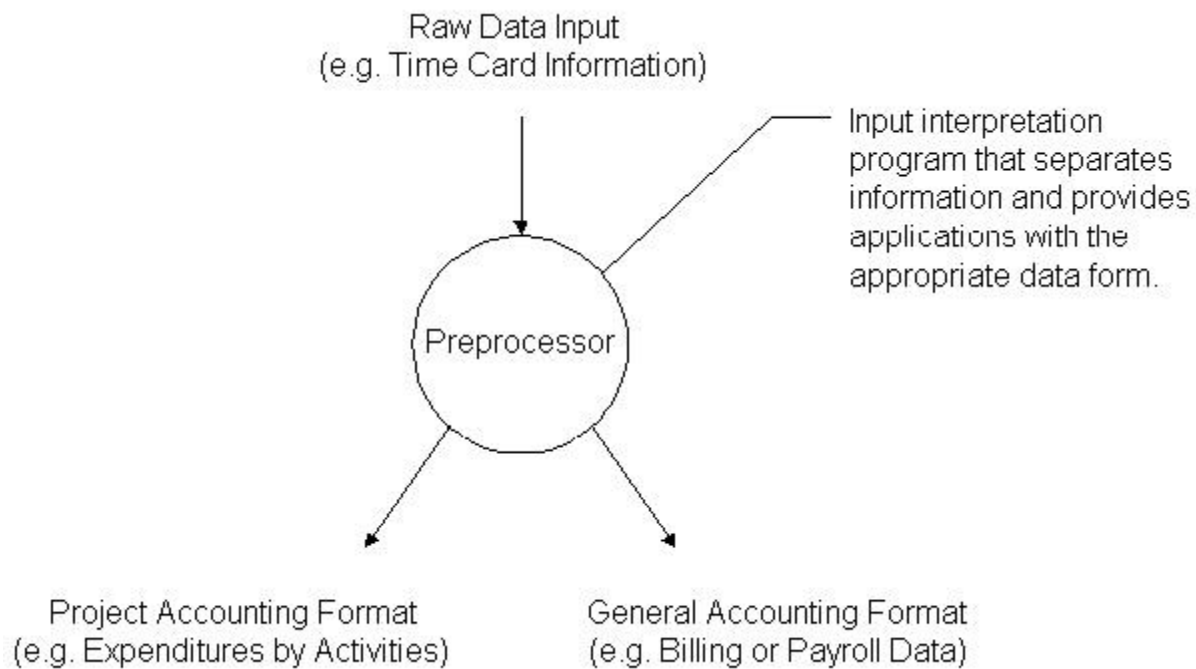 Raw Data Input
(e.g. Time Card Information)
Input interpretation
program that separates
information and provides
applications with the
appropriate data form.
Preprocessor
Project Accounting Format
(e.g. Expenditures by Activities)
General Accounting Format
(e.g. Billing or Payroll Data)